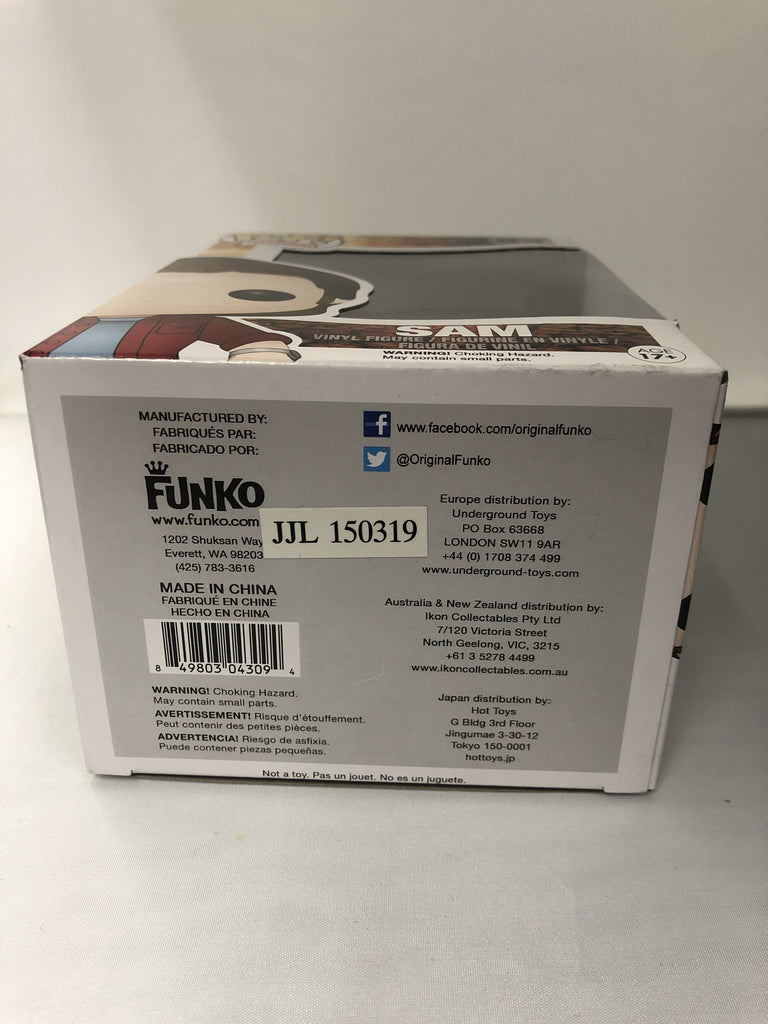 SAM
VINYL FIGURE / FIGURINE EN VINYLE /
FIGURA DE VINIL
WARNING! Choking Hazard.
May contain small parts.
AGE
17+
MANUFACTURED BY:
FABRIQUÉS PAR:
FABRICADO POR:
FUNKO
www.funko.com
1202 Shuksan Way
Everett, WA 98203
(425) 783-3616
MADE IN CHINA
FABRIQUÉ EN CHINE
HECHO EN CHINA
8 49803 04309 4
WARNING! Choking Hazard.
May contain small parts.
AVERTISSEMENT! Risque d'étouffement.
Peut contenir des petites pièces.
ADVERTENCIA! Riesgo de asfixia.
Puede contener piezas pequeñas.
JJL 150319
f www.facebook.com/originalfunko
@OriginalFunko
Europe distribution by:
Underground Toys
PO Box 63668
LONDON SW11 9AR
+44 (0) 1708 374 499
www.underground-toys.com
Australia & New Zealand distribution by:
Ikon Collectables Pty Ltd
7/120 Victoria Street
North Geelong, VIC, 3215
+61 3 5278 4499
www.ikoncollectables.com.au
Japan distribution by:
Hot Toys
G Bldg 3rd Floor
Jingumae 3-30-12
Tokyo 150-0001
hottoys.jp
Not a toy. Pas un jouet. No es un juguete.